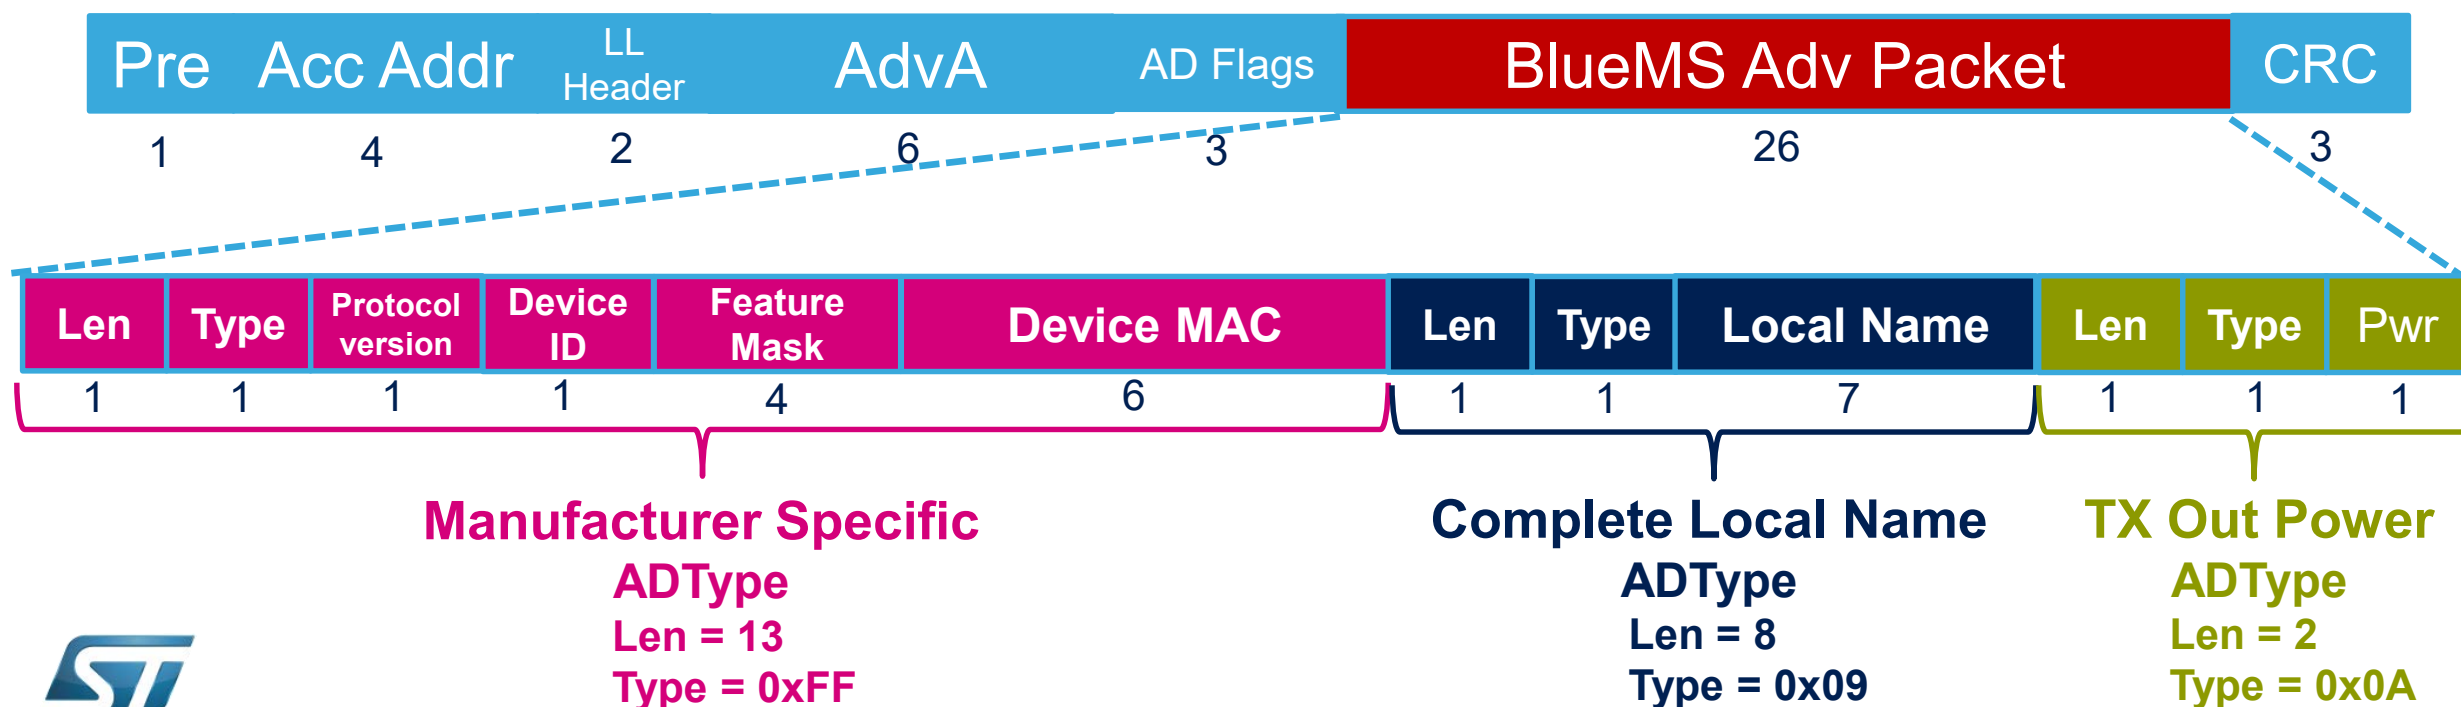 Pre Acc Addr LL Header AdvA AD Flags BlueMS Adv Packet CRC
1 4 2 6 3 26 3
Len Type Protocol version Device ID Feature Mask Device MAC Len Type Local Name Len Type Pwr
1 1 1 1 4 6 1 1 7 1 1 1
Manufacturer Specific
ADType
Len = 13
Type = 0xFF
Complete Local Name
ADType
Len = 8
Type = 0x09
TX Out Power
ADType
Len = 2
Type = 0x0A
ST